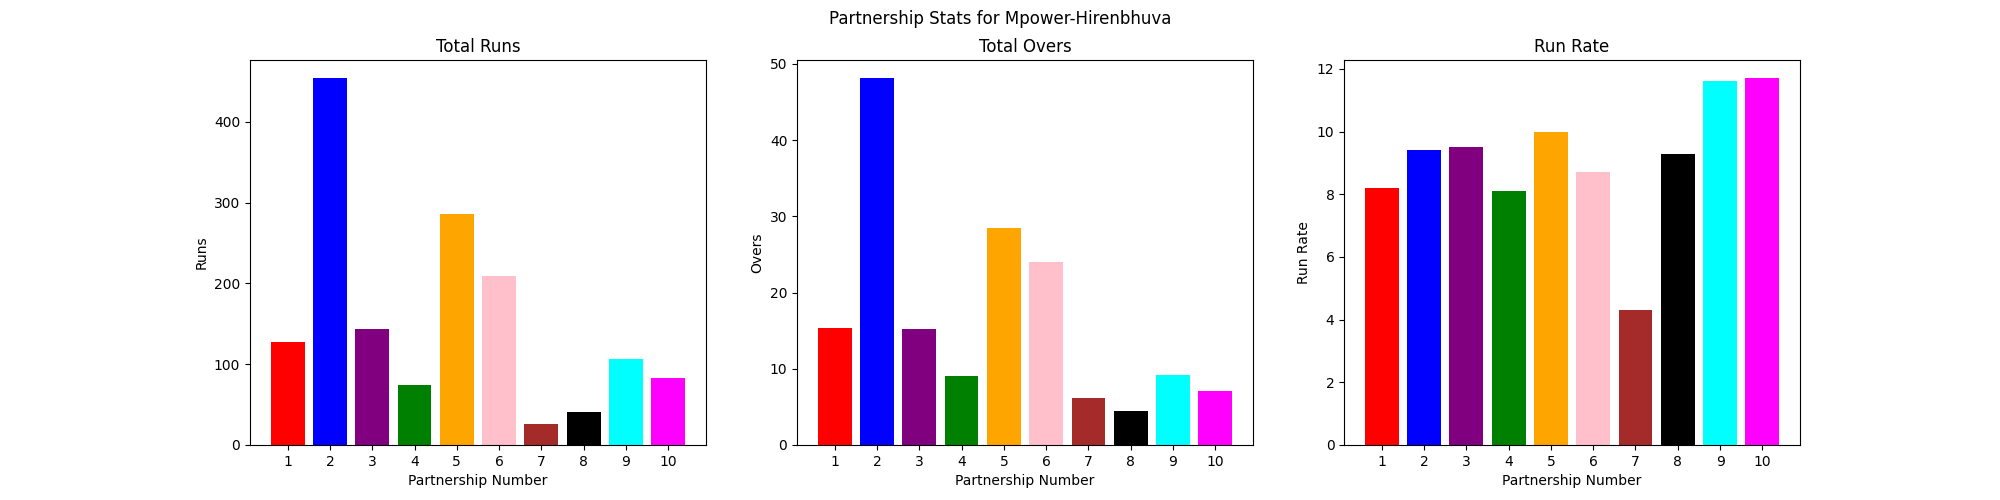 Partnership Stats for Mpower-Hirenbhuva
Total Runs
Runs
400
300
200
100
0
1 2 3 4 5 6 7 8 9 10
Partnership Number
Total Overs
Overs
50
40
30
20
10
0
1 2 3 4 5 6 7 8 9 10
Partnership Number
Run Rate
Run Rate
12
10
8
6
4
2
0
1 2 3 4 5 6 7 8 9 10
Partnership Number